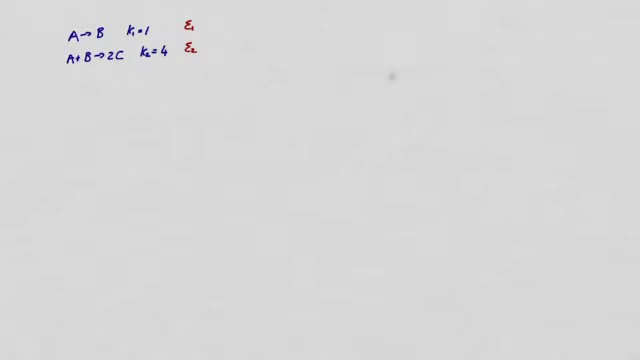 A → B k₁ = 1 ε₁
A + B → 2C k₂ = 4 ε₂